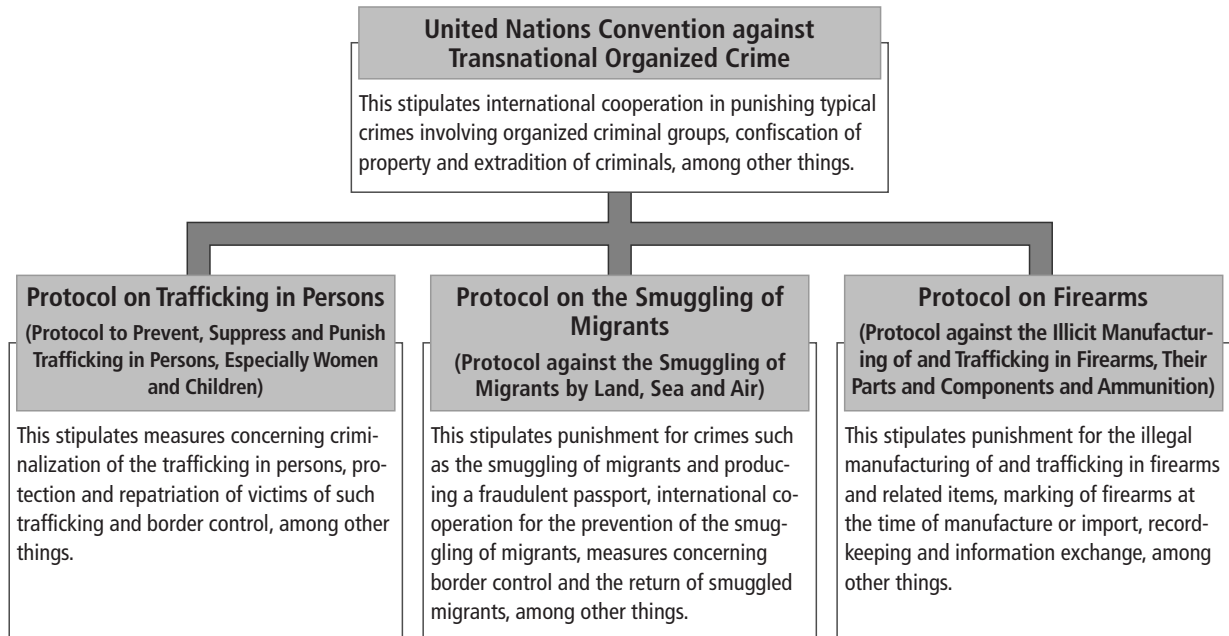 United Nations Convention against
Transnational Organized Crime
This stipulates international cooperation in punishing typical
crimes involving organized criminal groups, confiscation of
property and extradition of criminals, among other things.
Protocol on Trafficking in Persons
(Protocol to Prevent, Suppress and Punish
Trafficking in Persons, Especially Women
and Children)
This stipulates measures concerning crimi-
nalization of the trafficking in persons, pro-
tection and repatriation of victims of such
trafficking and border control, among other
things.
Protocol on the Smuggling of
Migrants
(Protocol against the Smuggling of
Migrants by Land, Sea and Air)
This stipulates punishment for crimes such
as the smuggling of migrants and produc-
ing a fraudulent passport, international co-
operation for the prevention of the smug-
gling of migrants, measures concerning
border control and the return of smuggled
migrants, among other things.
Protocol on Firearms
(Protocol against the Illicit Manufactur-
ing of and Trafficking in Firearms, Their
Parts and Components and Ammunition)
This stipulates punishment for the illegal
manufacturing of and trafficking in firearms
and related items, marking of firearms at
the time of manufacture or import, record-
keeping and information exchange, among
other things.